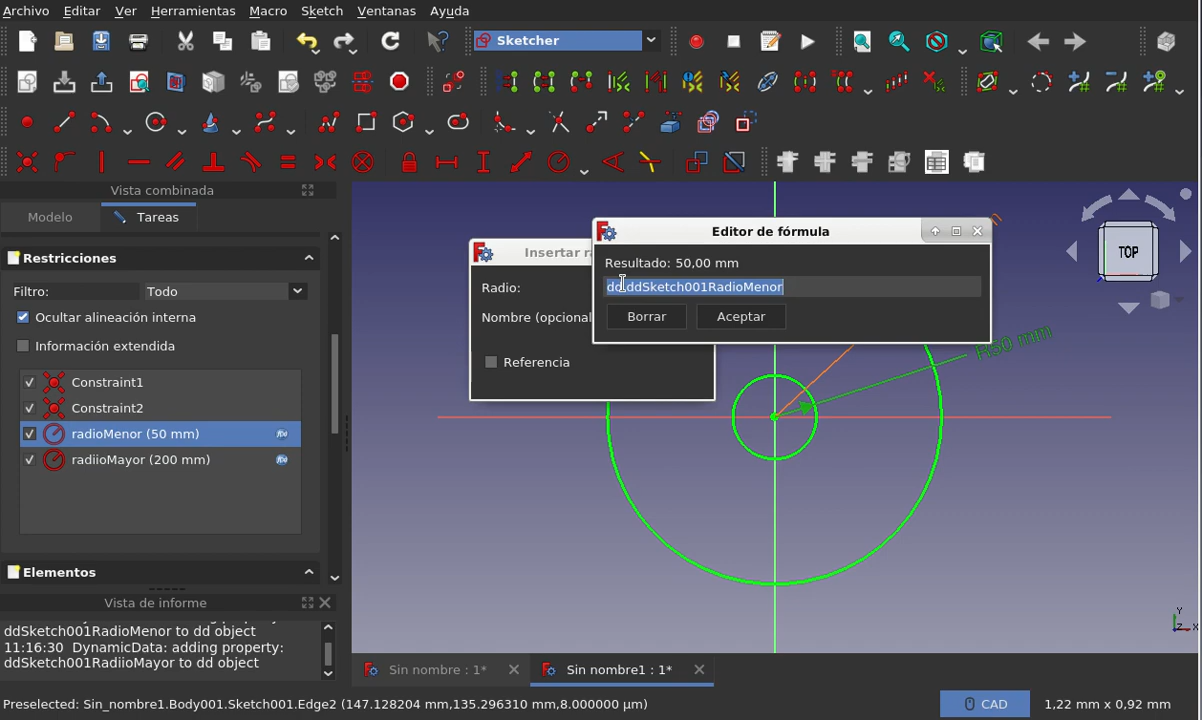 Archivo Editar Ver Herramientas Macro Sketch Ventanas Ayuda
Sketcher
Vista combinada
Modelo Tareas
Restricciones
Filtro: Todo
Ocultar alineación interna
Información extendida
Constraint1
Constraint2
radioMenor (50 mm)
radiioMayor (200 mm)
Elementos
Vista de informe
ddSketch001RadioMenor to dd object
11:16:30 DynamicData: adding property:
ddSketch001RadiioMayor to dd object
Insertar ra
Radio:
Nombre (opcional
Referencia
Editor de fórmula
Resultado: 50,00 mm
dd.ddSketch001RadioMenor
Borrar Aceptar
R50 mm
TOP
Y
Z X
Sin nombre : 1*
Sin nombre1 : 1*
Preselected: Sin_nombre1.Body001.Sketch001.Edge2 (147.128204 mm,135.296310 mm,8.000000 µm)
CAD
1,22 mm x 0,92 mm